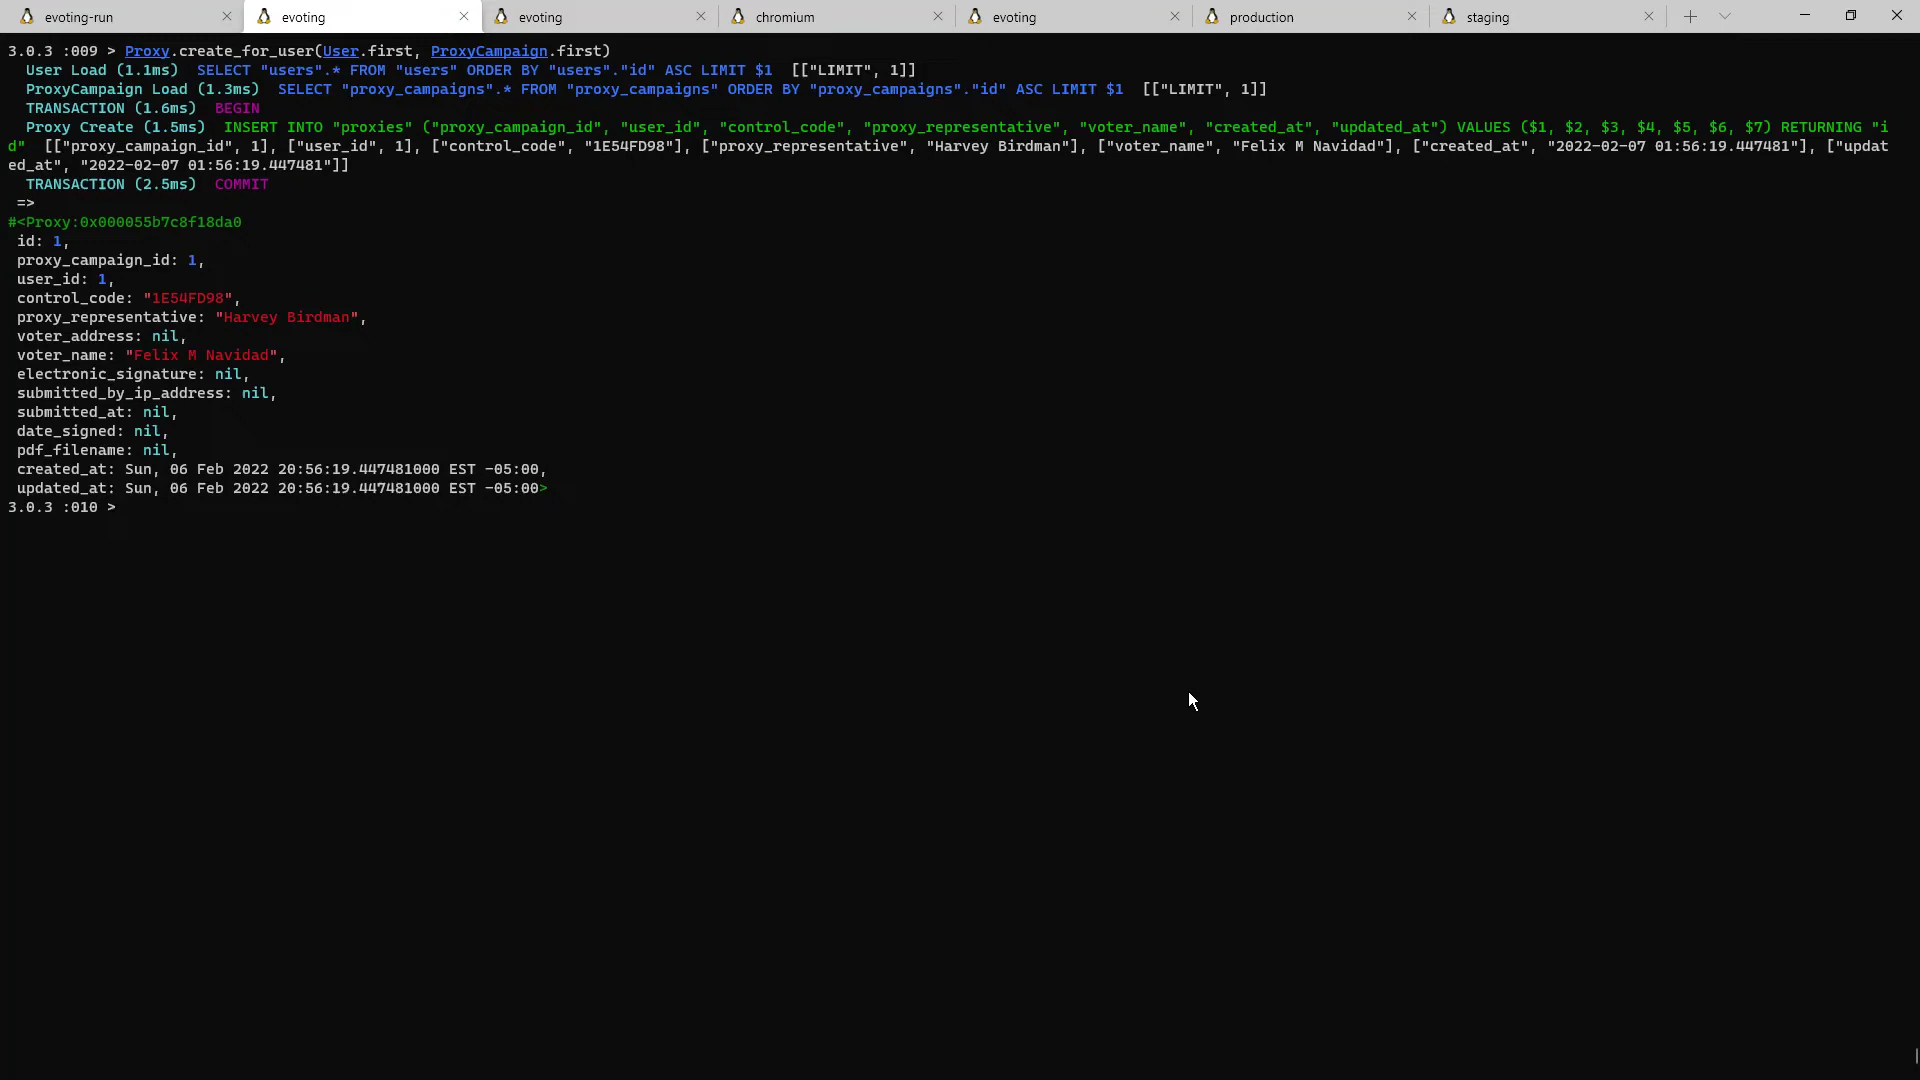 evoting-run evoting evoting chromium evoting production staging
3.0.3 :009 > Proxy.create_for_user(User.first, ProxyCampaign.first)
User Load (1.1ms)  SELECT "users".* FROM "users" ORDER BY "users"."id" ASC LIMIT $1  [["LIMIT", 1]]
ProxyCampaign Load (1.3ms)  SELECT "proxy_campaigns".* FROM "proxy_campaigns" ORDER BY "proxy_campaigns"."id" ASC LIMIT $1  [["LIMIT", 1]]
TRANSACTION (1.6ms)  BEGIN
Proxy Create (1.5ms)  INSERT INTO "proxies" ("proxy_campaign_id", "user_id", "control_code", "proxy_representative", "voter_name", "created_at", "updated_at") VALUES ($1, $2, $3, $4, $5, $6, $7) RETURNING "i
d"  [["proxy_campaign_id", 1], ["user_id", 1], ["control_code", "1E54FD98"], ["proxy_representative", "Harvey Birdman"], ["voter_name", "Felix M Navidad"], ["created_at", "2022-02-07 01:56:19.447481"], ["updat
ed_at", "2022-02-07 01:56:19.447481"]]
TRANSACTION (2.5ms)  COMMIT
=>
#<Proxy:0x000055b7c8f18da0
id: 1,
proxy_campaign_id: 1,
user_id: 1,
control_code: "1E54FD98",
proxy_representative: "Harvey Birdman",
voter_address: nil,
voter_name: "Felix M Navidad",
electronic_signature: nil,
submitted_by_ip_address: nil,
submitted_at: nil,
date_signed: nil,
pdf_filename: nil,
created_at: Sun, 06 Feb 2022 20:56:19.447481000 EST -05:00,
updated_at: Sun, 06 Feb 2022 20:56:19.447481000 EST -05:00>
3.0.3 :010 >